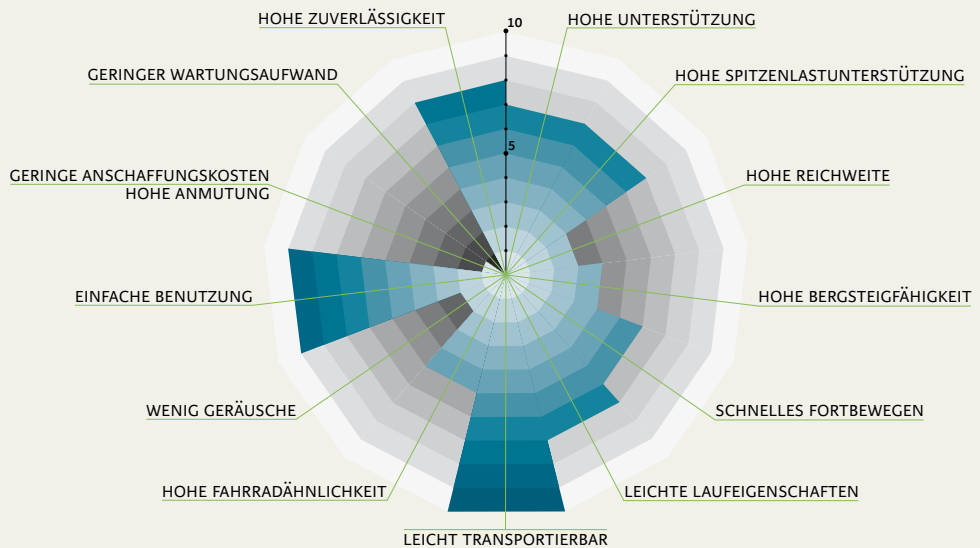 HOHE ZUVERLÄSSIGKEIT
10
HOHE UNTERSTÜTZUNG
GERINGER WARTUNGSAUFWAND
HOHE SPITZENLASTUNTERSTÜTZUNG
5
GERINGE ANSCHAFFUNGSKOSTEN
HOHE ANMUTUNG
HOHE REICHWEITE
EINFACHE BENUTZUNG
HOHE BERGSTEIGFÄHIGKEIT
WENIG GERÄUSCHE
SCHNELLES FORTBEWEGEN
HOHE FAHRRADÄHNLICHKEIT
LEICHTE LAUFEIGENSCHAFTEN
LEICHT TRANSPORTIERBAR